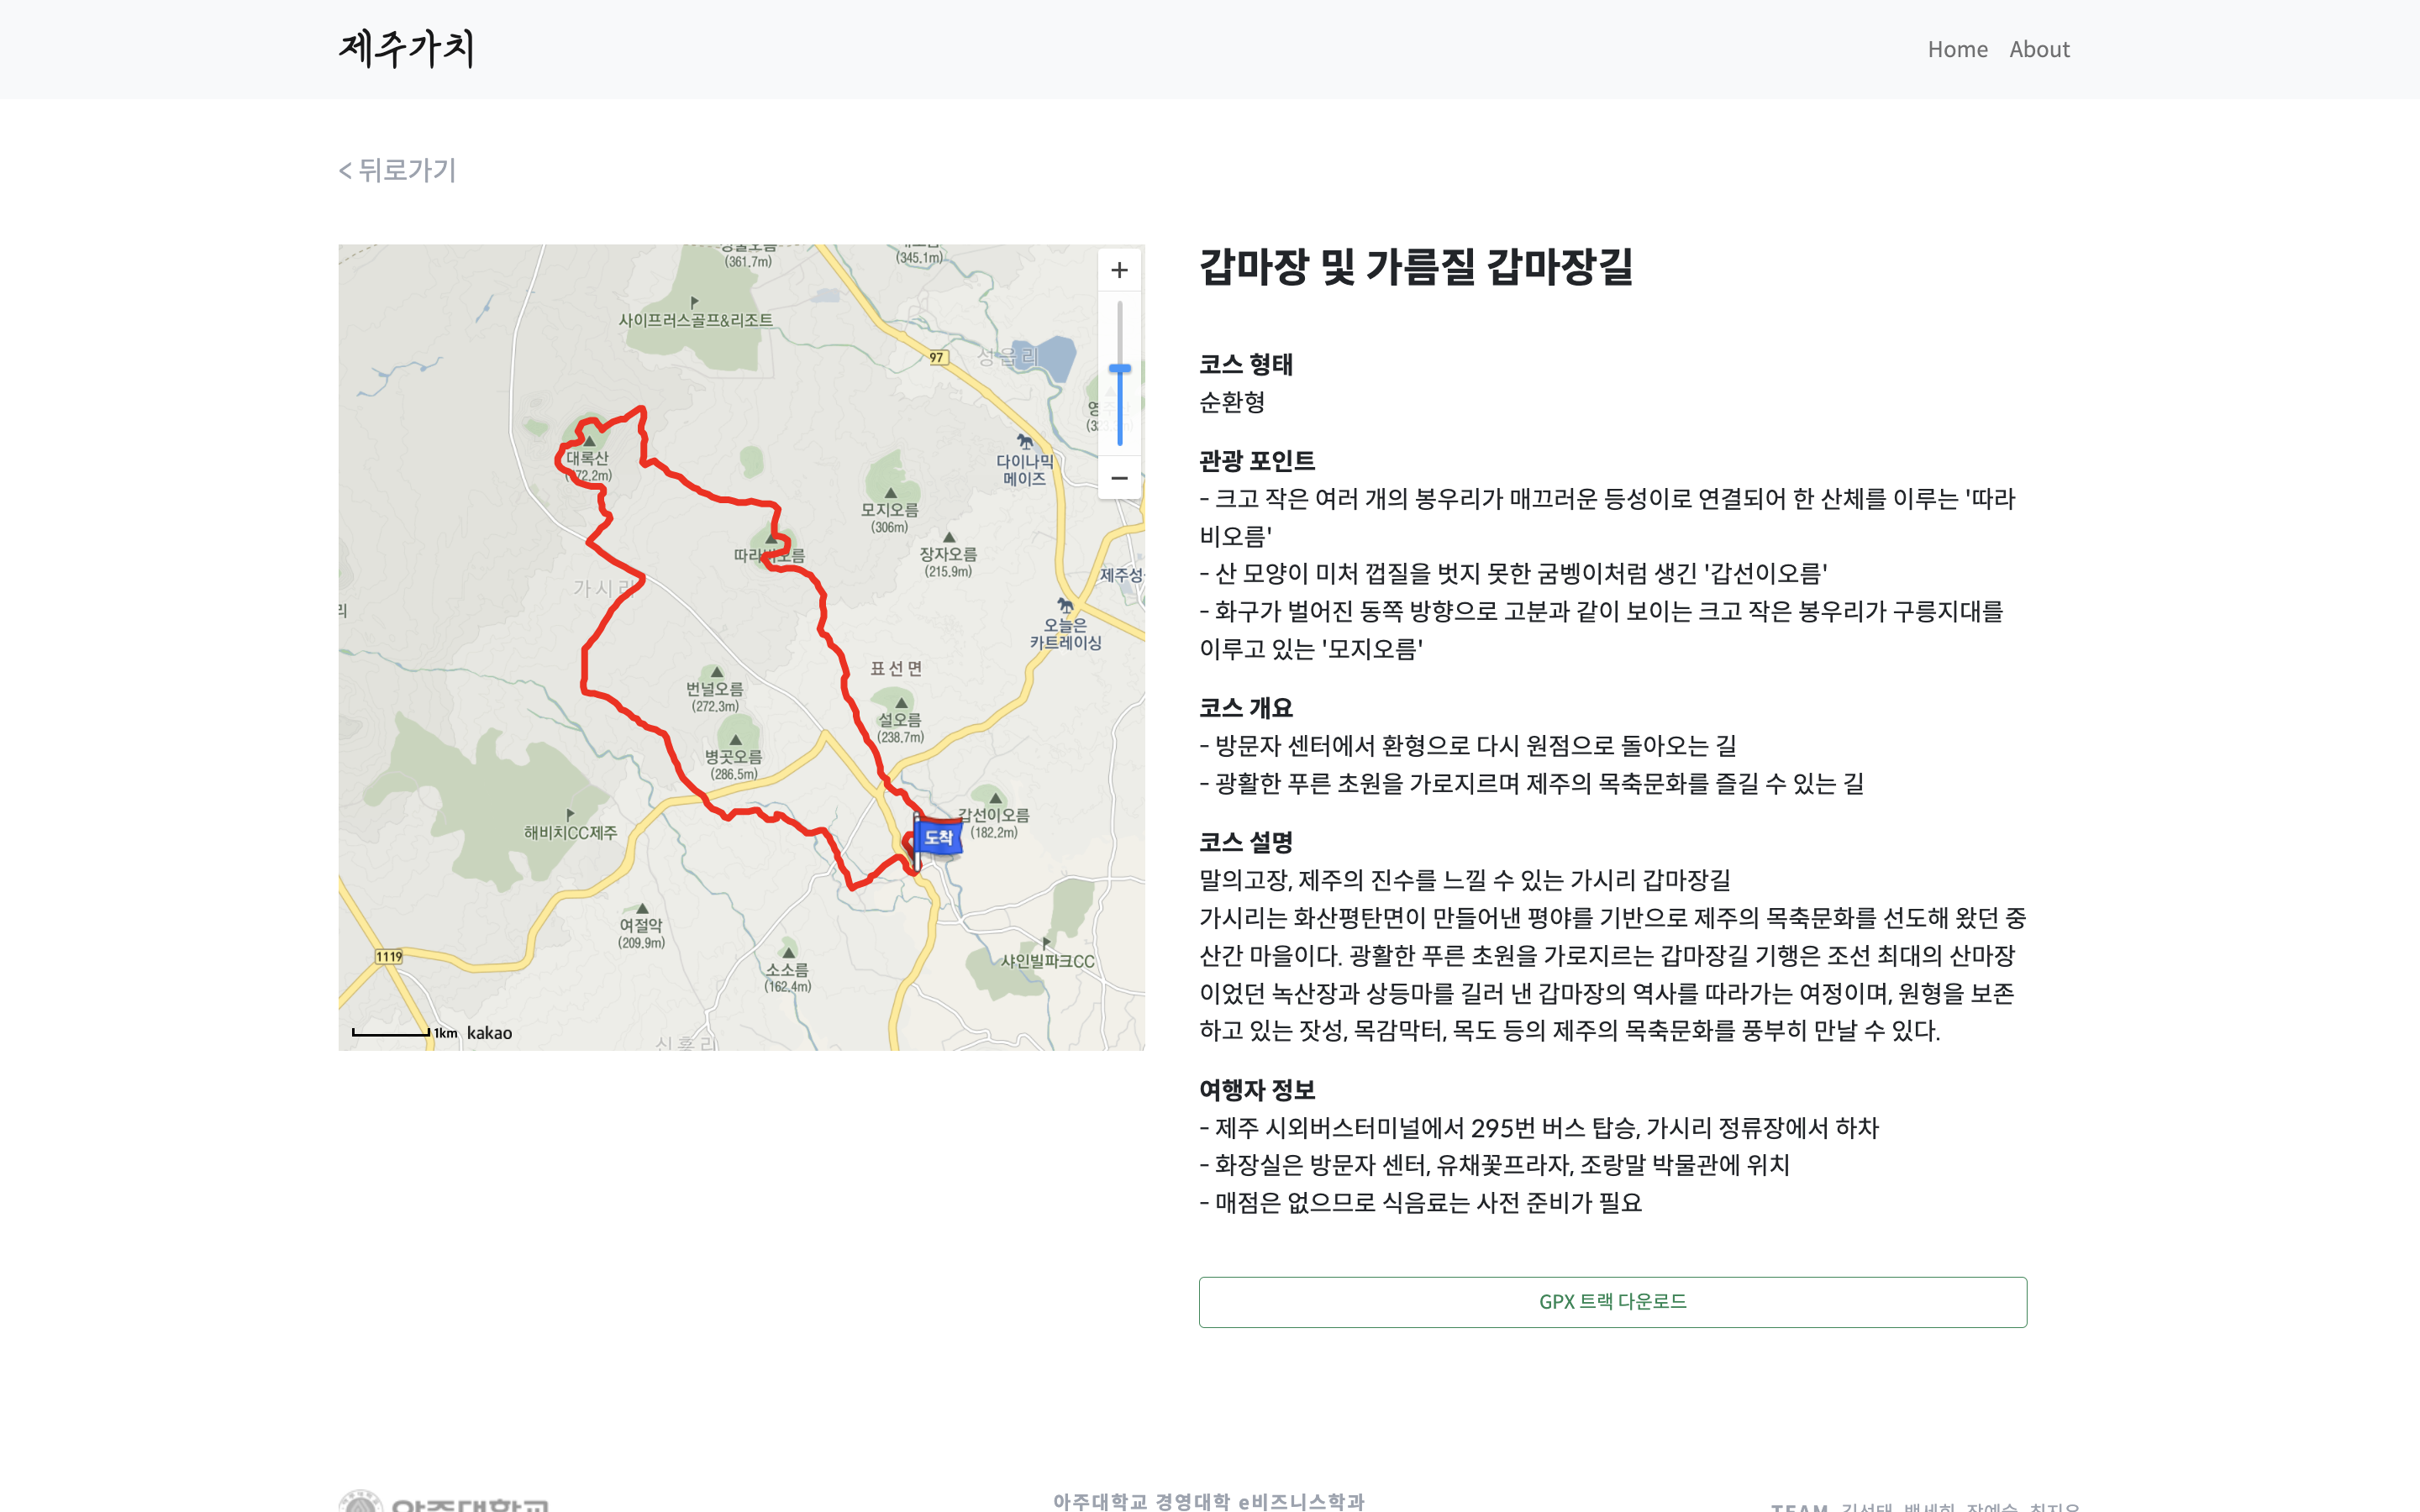 제주가치
Home
About
< 뒤로가기
(361.7m)
(345.1m)
사이프러스골프&리조트
97
성읍리
다이나믹
메이즈
대록산
모지오름
(306m)
따라비오름
장자오름
(215.9m)
제주성
가시리
리
오늘은
카트레이싱
표선면
번널오름
(272.3m)
설오름
(238.7m)
병곳오름
(286.5m)
갑선이오름
(182.2m)
도착
해비치CC제주
여절악
(209.9m)
1119
소소름
(162.4m)
샤인빌파크CC
1km
kakao
신흥리
갑마장 및 가름질 갑마장길
코스 형태
순환형
관광 포인트
- 크고 작은 여러 개의 봉우리가 매끄러운 등성이로 연결되어 한 산체를 이루는 '따라
비오름'
- 산 모양이 미처 껍질을 벗지 못한 굼벵이처럼 생긴 '갑선이오름'
- 화구가 벌어진 동쪽 방향으로 고분과 같이 보이는 크고 작은 봉우리가 구릉지대를
이루고 있는 '모지오름'
코스 개요
- 방문자 센터에서 환형으로 다시 원점으로 돌아오는 길
- 광활한 푸른 초원을 가로지르며 제주의 목축문화를 즐길 수 있는 길
코스 설명
말의고장, 제주의 진수를 느낄 수 있는 가시리 갑마장길
가시리는 화산평탄면이 만들어낸 평야를 기반으로 제주의 목축문화를 선도해 왔던 중
산간 마을이다. 광활한 푸른 초원을 가로지르는 갑마장길 기행은 조선 최대의 산마장
이었던 녹산장과 상등마를 길러 낸 갑마장의 역사를 따라가는 여정이며, 원형을 보존
하고 있는 잣성, 목감막터, 목도 등의 제주의 목축문화를 풍부히 만날 수 있다.
여행자 정보
- 제주 시외버스터미널에서 295번 버스 탑승, 가시리 정류장에서 하차
- 화장실은 방문자 센터, 유채꽃프라자, 조랑말 박물관에 위치
- 매점은 없으므로 식음료는 사전 준비가 필요
GPX 트랙 다운로드
아주대학교
아주대학교 경영대학 e비즈니스학과
TEAM